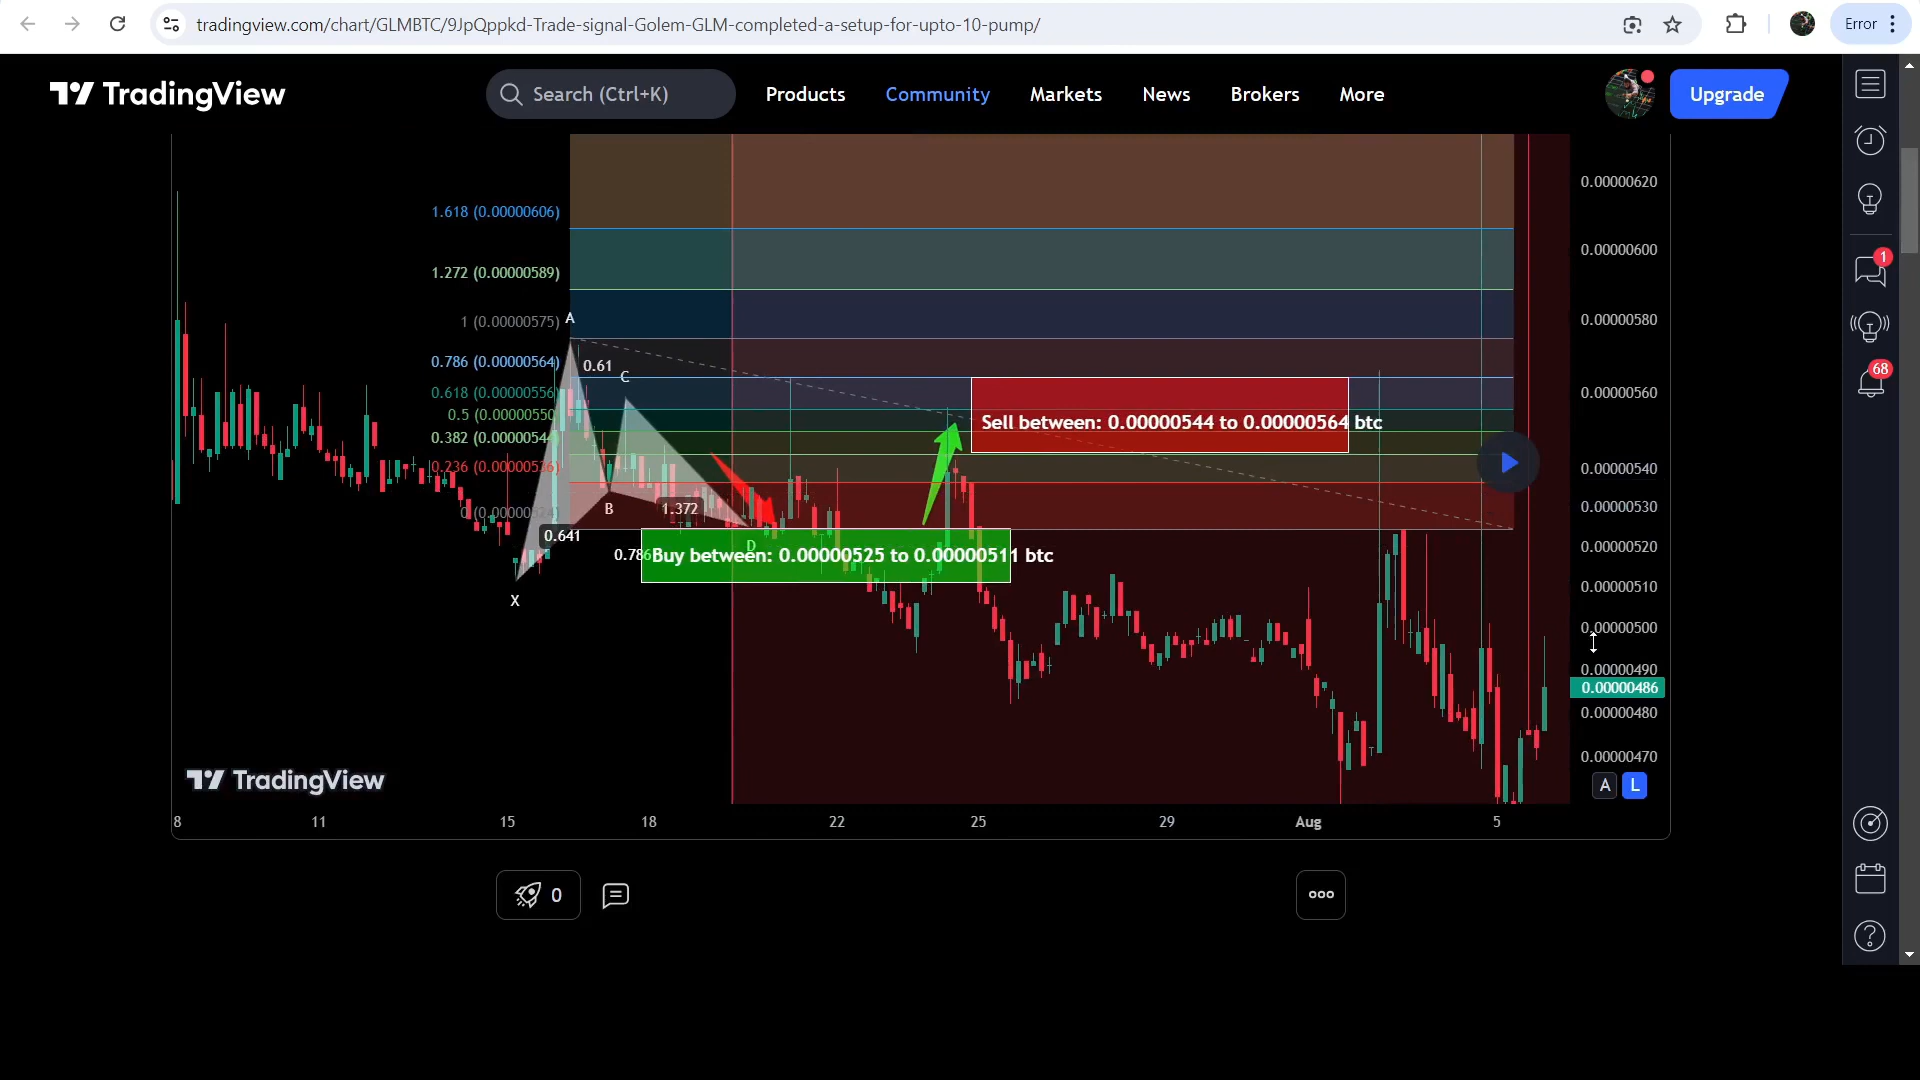 tradingview.com/chart/GLMBTC/9JpQppkd-Trade-signal-Golem-GLM-completed-a-setup-for-upto-10-pump/
Error
TradingView
Search (Ctrl+K)
Products
Community
Markets
News
Brokers
More
Upgrade
1.618 (0.00000606)
1.272 (0.00000589)
1 (0.00000575)
0.786 (0.00000564)
0.618 (0.00000556)
0.5 (0.00000550)
0.382 (0.00000544)
0.236 (0.00000536)
0 (0.00000524)
A
0.61
C
B
1.372
0.641
D
X
Sell between: 0.00000544 to 0.00000564 btc
Buy between: 0.00000525 to 0.00000511 btc
0.00000620
0.00000600
0.00000580
0.00000560
0.00000540
0.00000530
0.00000520
0.00000510
0.00000500
0.00000490
0.00000486
0.00000480
0.00000470
A
L
TradingView
8
11
15
18
22
25
29
Aug
5
0
1
68